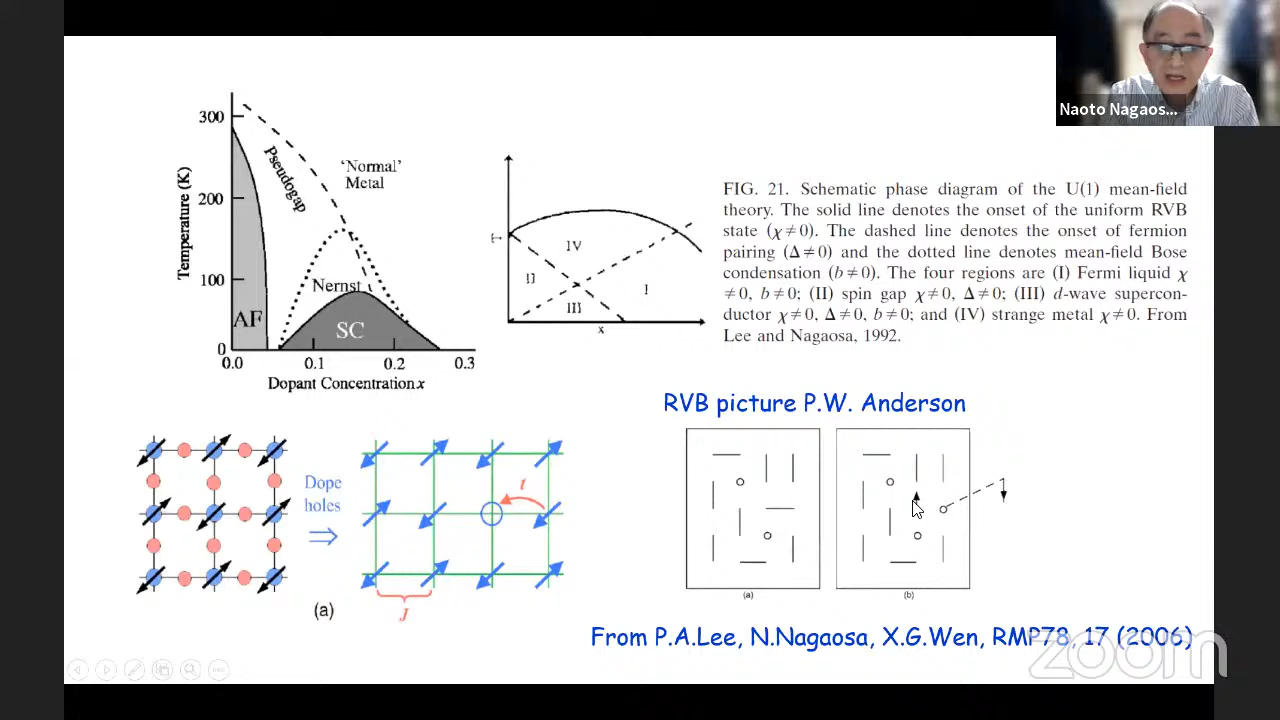 Naoto Nagaos...
300
200
100
0
Temperature (K)
Pseudogap
'Normal'
Metal
Nernst
AF
SC
0.0
0.1
0.2
0.3
Dopant Concentration x
T
IV
II
I
III
x
FIG. 21. Schematic phase diagram of the U(1) mean-field
theory. The solid line denotes the onset of the uniform RVB
state (χ≠0). The dashed line denotes the onset of fermion
pairing (Δ≠0) and the dotted line denotes mean-field Bose
condensation (b≠0). The four regions are (I) Fermi liquid χ
≠0, b≠0; (II) spin gap χ≠0, Δ≠0; (III) d-wave supercon-
ductor χ≠0, Δ≠0, b≠0; and (IV) strange metal χ≠0. From
Lee and Nagaosa, 1992.
RVB picture P.W. Anderson
Dope
holes
⇒
t
J
(a)
(a)
(b)
From P.A.Lee, N.Nagaosa, X.G.Wen, RMP78, 17 (2006)
zoom